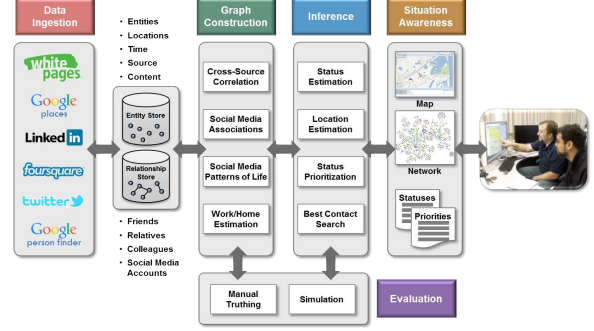 Data
Ingestion
Graph
Construction
Inference
Situation
Awareness
• Entities
• Locations
• Time
• Source
• Content
white
pages
Google
places
Linked in
foursquare
twitter
Google
person finder
Entity Store
Relationship
Store
• Friends
• Relatives
• Colleagues
• Social Media
Accounts
Cross-Source
Correlation
Social Media
Associations
Social Media
Patterns of Life
Work/Home
Estimation
Status
Estimation
Location
Estimation
Status
Prioritization
Best Contact
Search
Map
Network
Statuses
Priorities
Manual
Truthing
Simulation
Evaluation